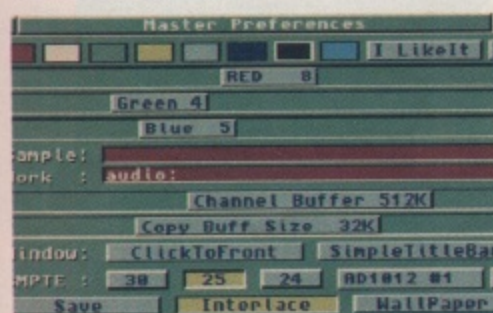 Master Preferences
I LikeIt
RED 8
Green 4
Blue 5
ample:
ork : audio:
Channel Buffer 512K
Copy Buff Size 32K
indow: ClickToFront SimpleTitleBa
MPTE : 30 25 24 AD1012 #1
Save Interlace WallPaper